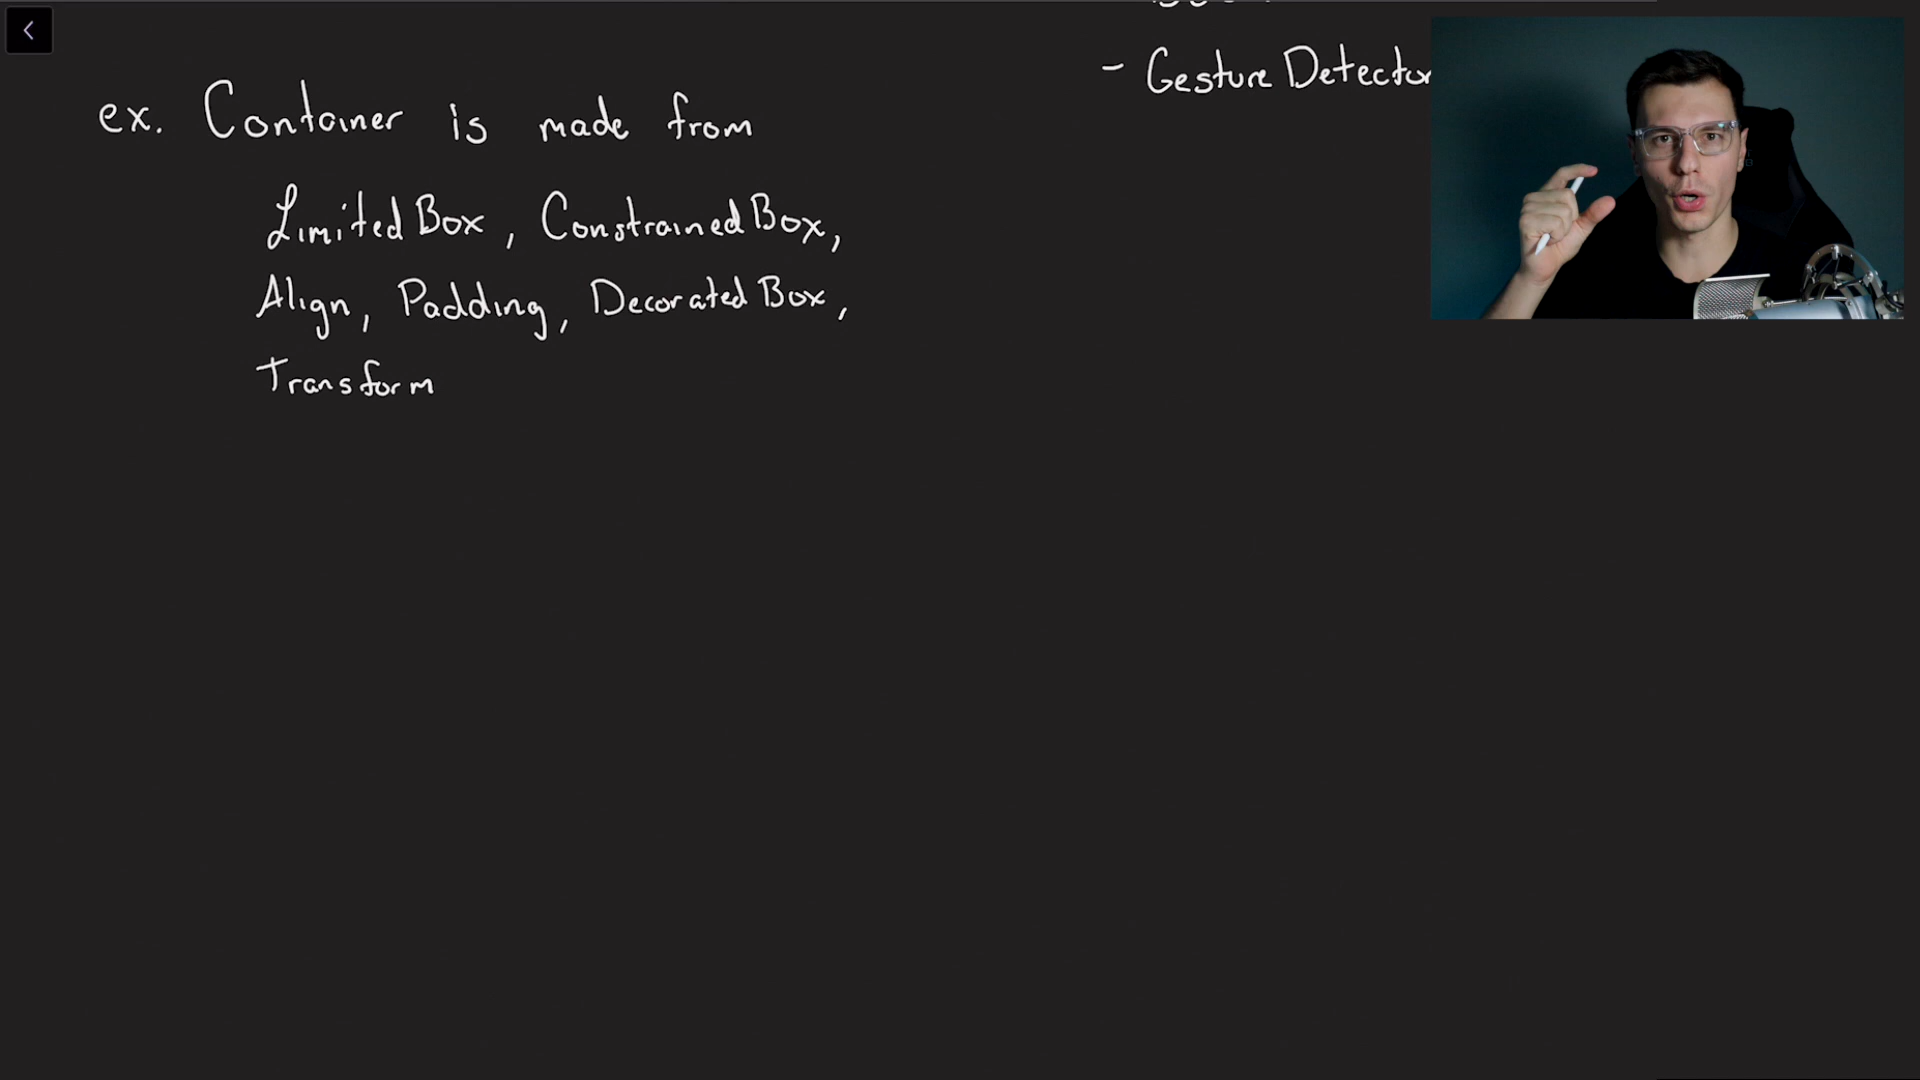 - Gesture Detector
ex. Container is made from
LimitedBox, ConstrainedBox,
Align, Padding, DecoratedBox,
Transform